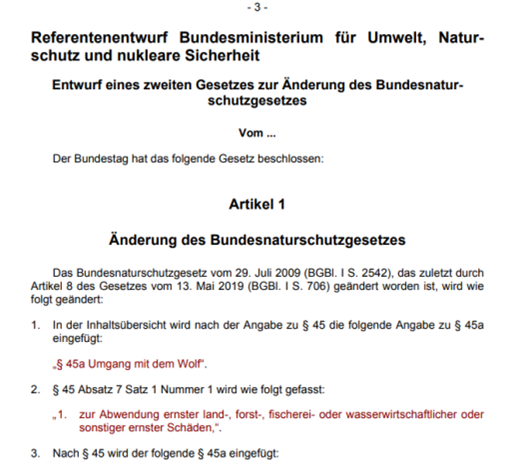 - 3 -
Referentenentwurf Bundesministerium für Umwelt, Natur-
schutz und nukleare Sicherheit
Entwurf eines zweiten Gesetzes zur Änderung des Bundesnatur-
schutzgesetzes
Vom ...
Der Bundestag hat das folgende Gesetz beschlossen:
Artikel 1
Änderung des Bundesnaturschutzgesetzes
Das Bundesnaturschutzgesetz vom 29. Juli 2009 (BGBl. I S. 2542), das zuletzt durch
Artikel 8 des Gesetzes vom 13. Mai 2019 (BGBl. I S. 706) geändert worden ist, wird wie
folgt geändert:
1. In der Inhaltsübersicht wird nach der Angabe zu § 45 die folgende Angabe zu § 45a
eingefügt:
„§ 45a Umgang mit dem Wolf“.
2. § 45 Absatz 7 Satz 1 Nummer 1 wird wie folgt gefasst:
„1. zur Abwendung ernster land-, forst-, fischerei- oder wasserwirtschaftlicher oder
sonstiger ernster Schäden,“.
3. Nach § 45 wird der folgende § 45a eingefügt: